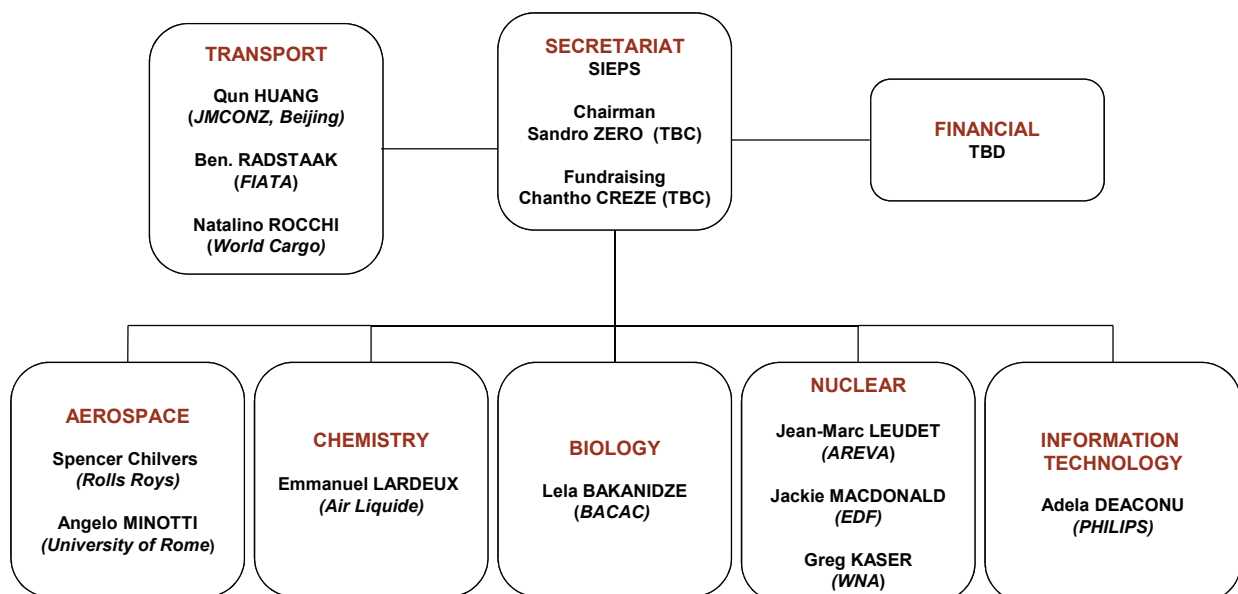 TRANSPORT
Qun HUANG
(JMCONZ, Beijing)
Ben. RADSTAAK
(FIATA)
Natalino ROCCHI
(World Cargo)
SECRETARIAT
SIEPS
Chairman
Sandro ZERO (TBC)
Fundraising
Chantho CREZE (TBC)
FINANCIAL
TBD
AEROSPACE
Spencer Chilvers
(Rolls Roys)
Angelo MINOTTI
(University of Rome)
CHEMISTRY
Emmanuel LARDEUX
(Air Liquide)
BIOLOGY
Lela BAKANIDZE
(BACAC)
NUCLEAR
Jean-Marc LEUDET
(AREVA)
Jackie MACDONALD
(EDF)
Greg KASER
(WNA)
INFORMATION
TECHNOLOGY
Adela DEACONU
(PHILIPS)